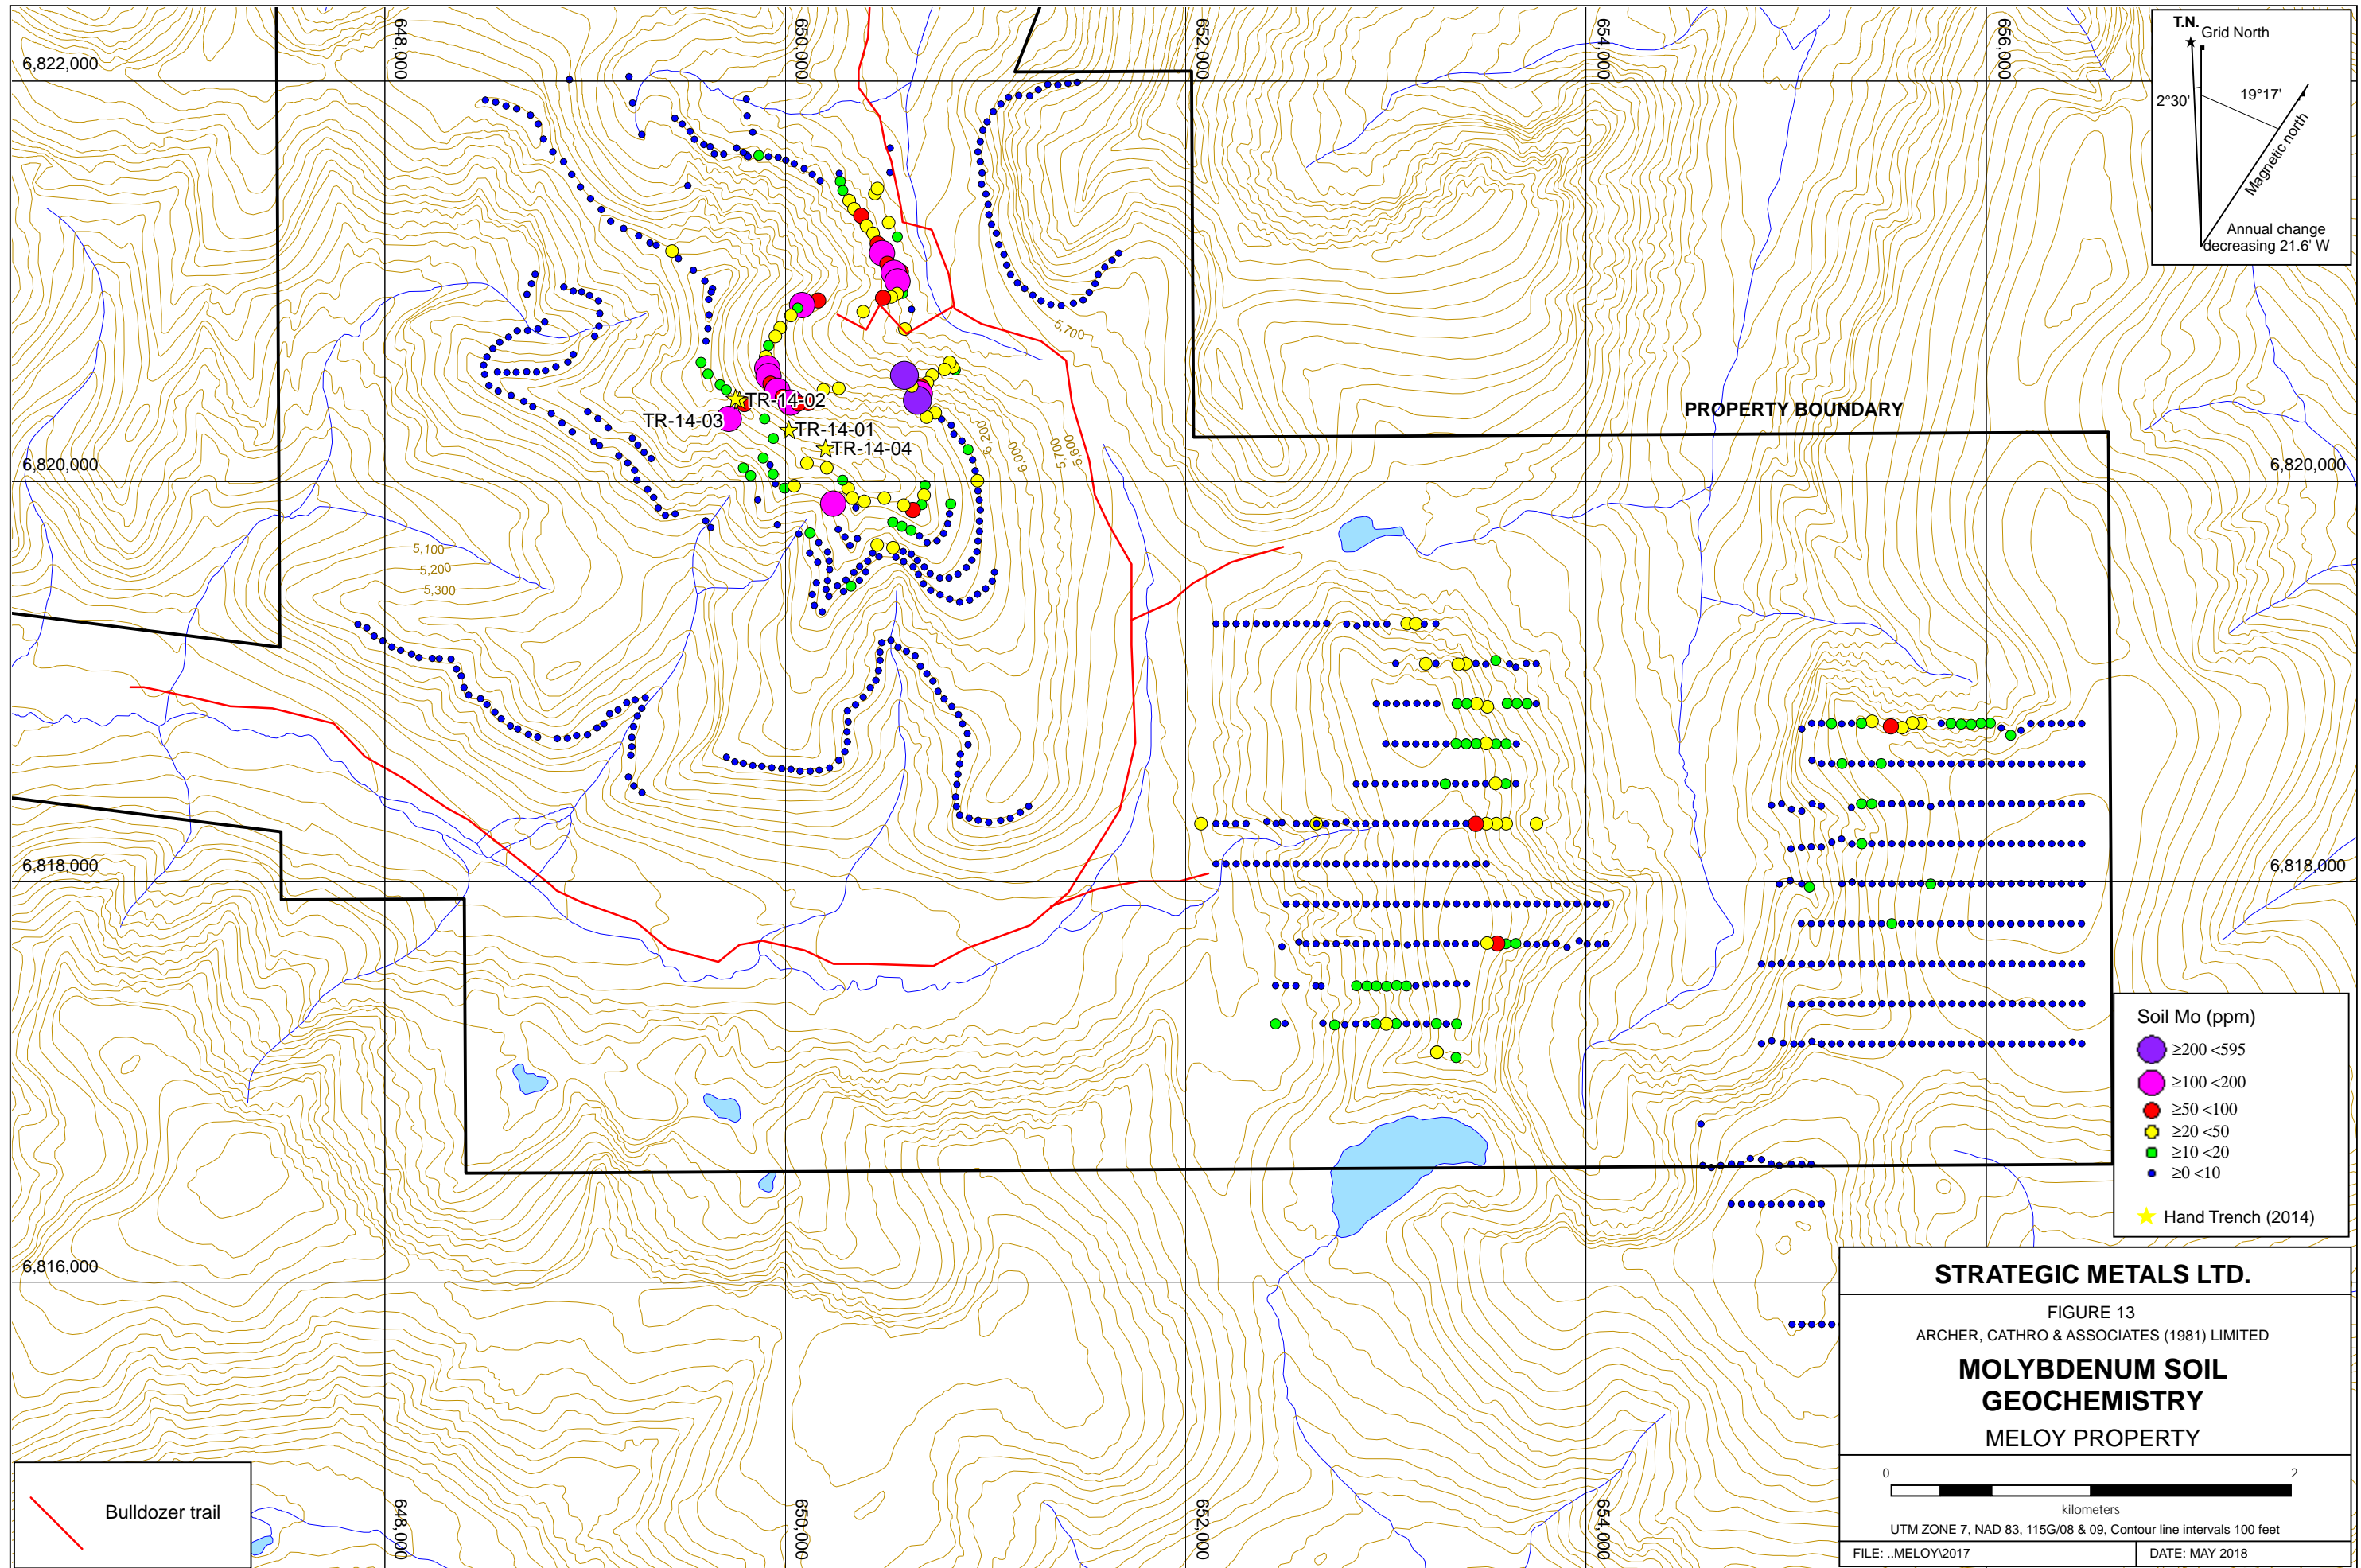 648,000
650,000
652,000
654,000
656,000
T.N.
Grid North
2°30'
19°17'
Magnetic north
Annual change
decreasing 21.6' W
6,822,000
5,700
TR-14-02
TR-14-03
TR-14-01
TR-14-04
PROPERTY BOUNDARY
6,200
6,000
5,700
5,600
6,820,000
6,820,000
5,100
5,200
5,300
6,818,000
6,818,000
Soil Mo (ppm)
≥200 <595
≥100 <200
≥50 <100
≥20 <50
≥10 <20
≥0 <10
Hand Trench (2014)
6,816,000
STRATEGIC METALS LTD.
FIGURE 13
ARCHER, CATHRO & ASSOCIATES (1981) LIMITED
MOLYBDENUM SOIL
GEOCHEMISTRY
MELOY PROPERTY
0 2
kilometers
UTM ZONE 7, NAD 83, 115G/08 & 09, Contour line intervals 100 feet
FILE: ..MELOY\2017 DATE: MAY 2018
Bulldozer trail
648,000
650,000
652,000
654,000